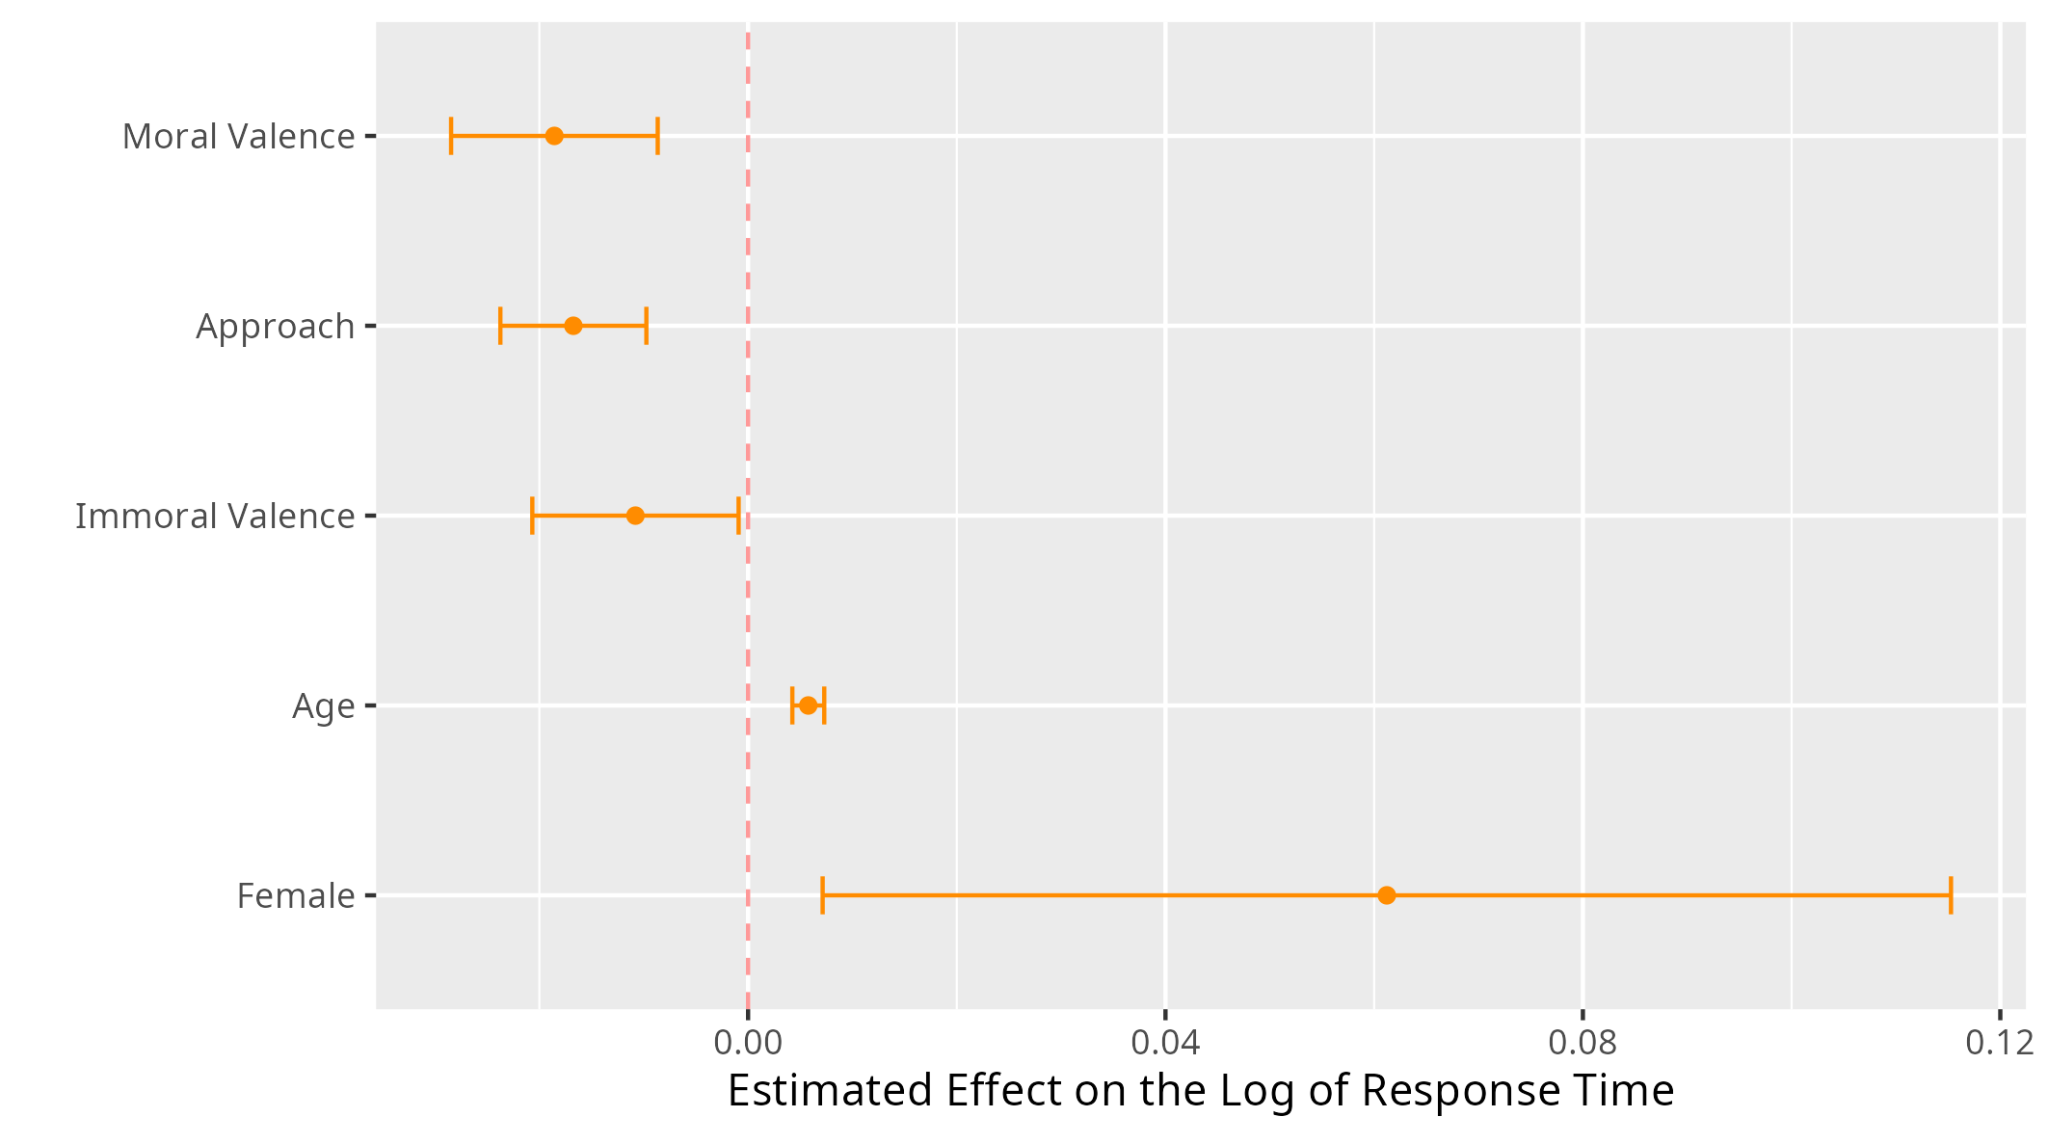 Moral Valence
Approach
Immoral Valence
Age
Female
0.00 0.04 0.08 0.12
Estimated Effect on the Log of Response Time